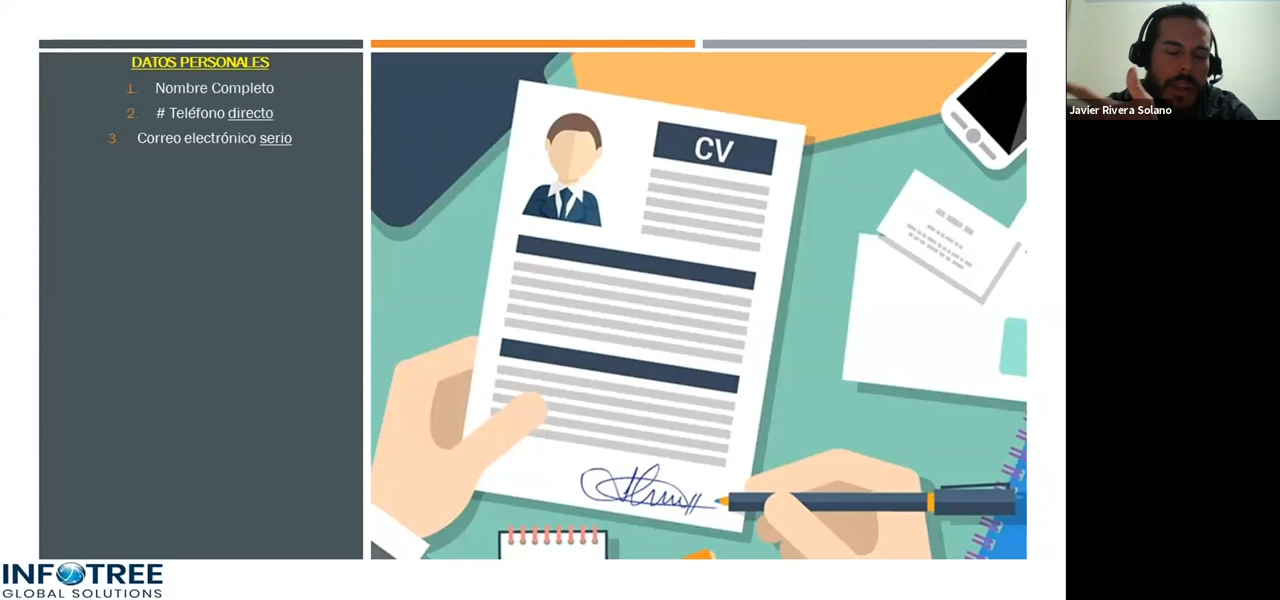 DATOS PERSONALES
1. Nombre Completo
2. # Teléfono directo
3. Correo electrónico serio
CV
Javier Rivera Solano
INFOTREE
GLOBAL SOLUTIONS